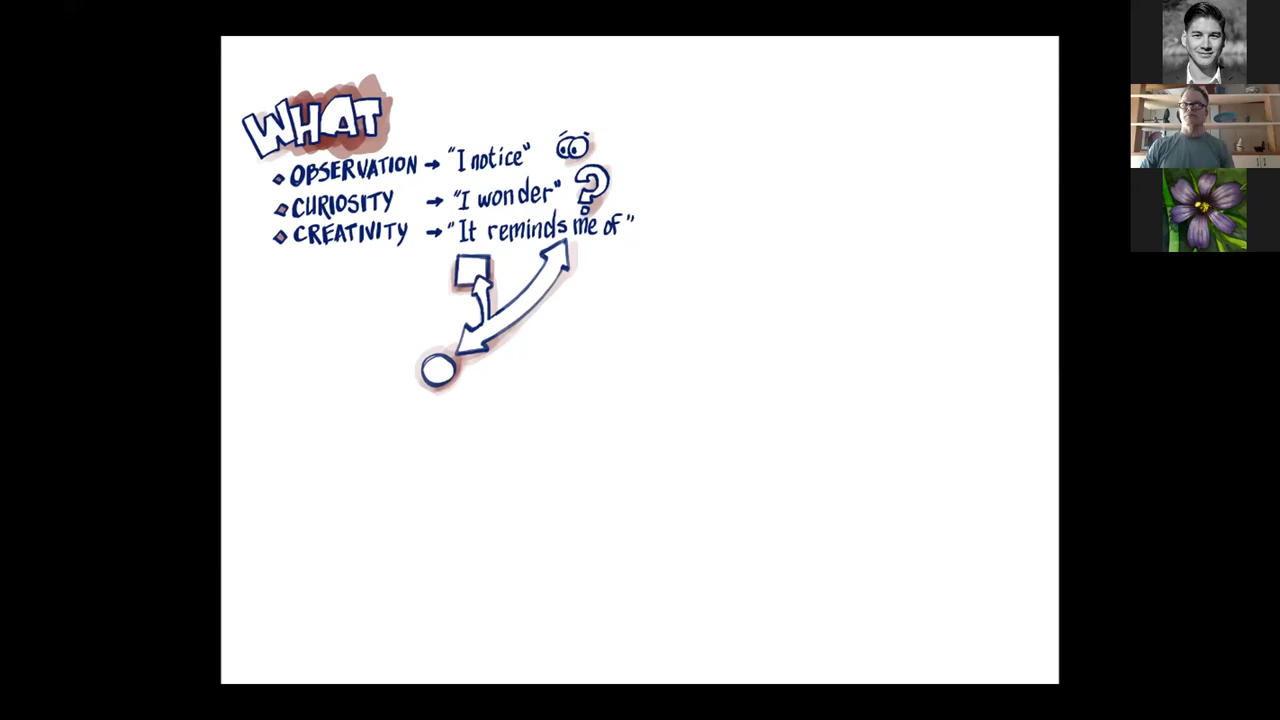 WHAT
OBSERVATION → "I notice"
CURIOSITY → "I wonder" ?
CREATIVITY → "It reminds me of"